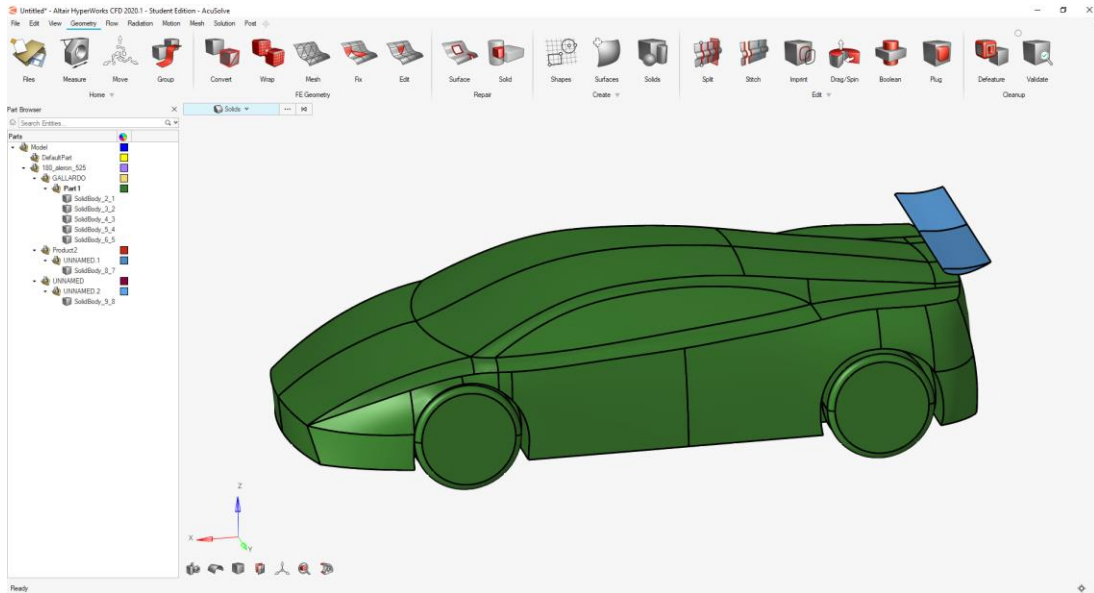 Untitled* - Altair HyperWorks CFD 2020.1 - Student Edition - AcuSolve
File Edit View Geometry Flow Radiation Motion Mesh Solution Post
Files Measure Move Group Convert Wrap Mesh Fix Edit Surface Solid Shapes Surfaces Solids Split Stitch Imprint Drag/Spin Boolean Plug Defeature Validate
Home FE Geometry Repair Create Edit Cleanup
Part Browser
Solids
Search Entities...
Parts
Model
DefaultPart
180_aleron_525
GALLARDO
Part 1
SolidBody_2_1
SolidBody_3_2
SolidBody_4_3
SolidBody_5_4
SolidBody_6_5
Product2
UNNAMED.1
SolidBody_8_7
UNNAMED
UNNAMED.2
SolidBody_9_8
Z
X
Y
Ready